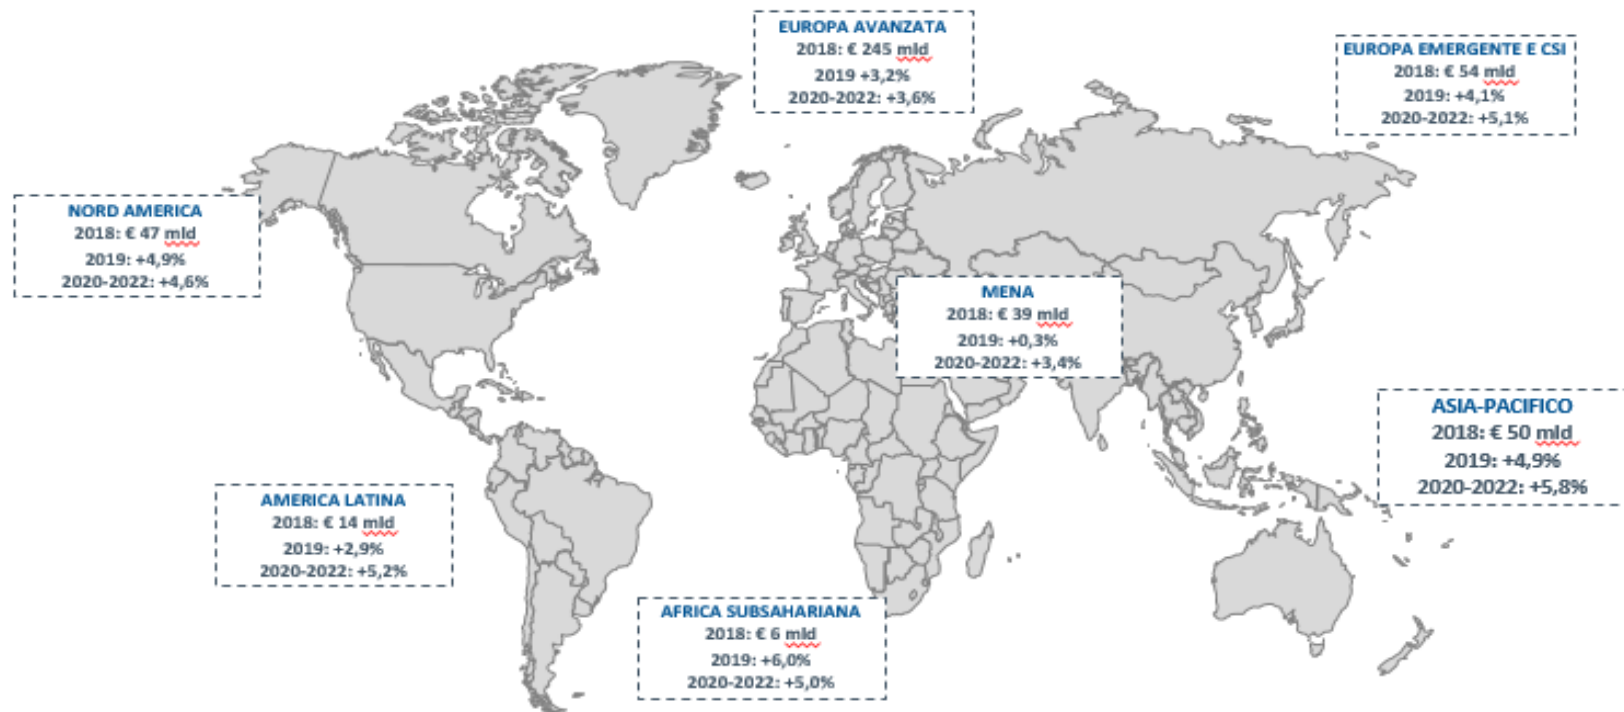 EUROPA AVANZATA
2018: € 245 mld
2019 +3,2%
2020-2022: +3,6%
EUROPA EMERGENTE E CSI
2018: € 54 mld
2019: +4,1%
2020-2022: +5,1%
NORD AMERICA
2018: € 47 mld
2019: +4,9%
2020-2022: +4,6%
MENA
2018: € 39 mld
2019: +0,3%
2020-2022: +3,4%
ASIA-PACIFICO
2018: € 50 mld
2019: +4,9%
2020-2022: +5,8%
AMERICA LATINA
2018: € 14 mld
2019: +2,9%
2020-2022: +5,2%
AFRICA SUBSAHARIANA
2018: € 6 mld
2019: +6,0%
2020-2022: +5,0%